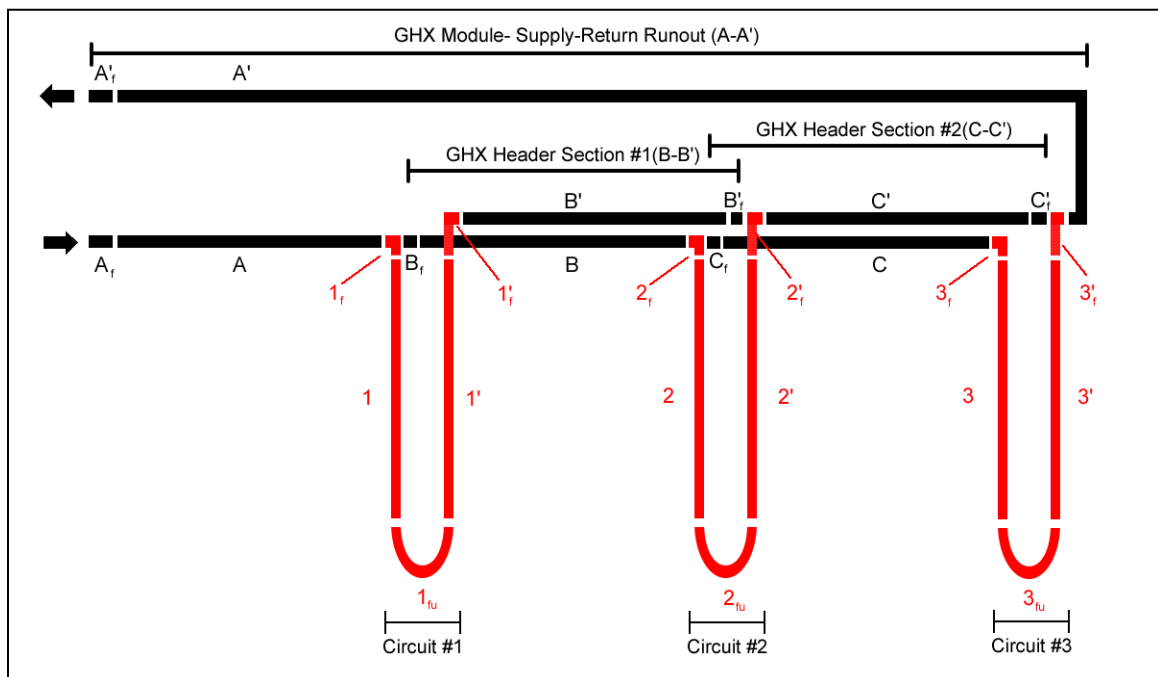 GHX Module- Supply-Return Runout (A-A')
A'f A'
GHX Header Section #2(C-C')
GHX Header Section #1(B-B')
B' B'f C' C'f
Af A Bf B Cf C
1f 1'f 2f 2'f 3f 3'f
1 1' 2 2' 3 3'
1fu 2fu 3fu
Circuit #1 Circuit #2 Circuit #3